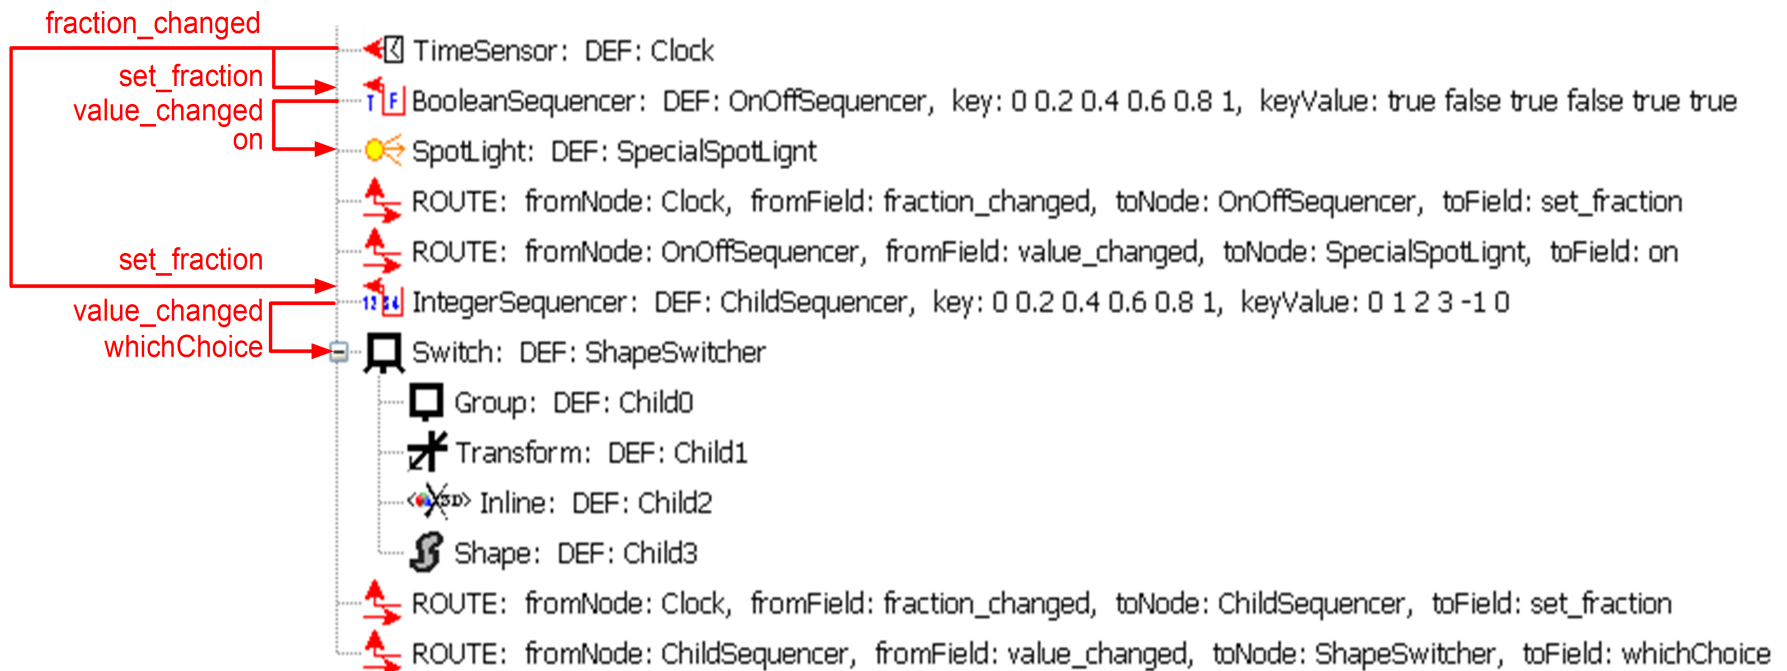 fraction_changed
TimeSensor: DEF: Clock
set_fraction
BooleanSequencer: DEF: OnOffSequencer, key: 0 0.2 0.4 0.6 0.8 1, keyValue: true false true false true true
value_changed
on
SpotLight: DEF: SpecialSpotLignt
ROUTE: fromNode: Clock, fromField: fraction_changed, toNode: OnOffSequencer, toField: set_fraction
ROUTE: fromNode: OnOffSequencer, fromField: value_changed, toNode: SpecialSpotLignt, toField: on
set_fraction
IntegerSequencer: DEF: ChildSequencer, key: 0 0.2 0.4 0.6 0.8 1, keyValue: 0 1 2 3 -1 0
value_changed
whichChoice
Switch: DEF: ShapeSwitcher
Group: DEF: Child0
Transform: DEF: Child1
Inline: DEF: Child2
Shape: DEF: Child3
ROUTE: fromNode: Clock, fromField: fraction_changed, toNode: ChildSequencer, toField: set_fraction
ROUTE: fromNode: ChildSequencer, fromField: value_changed, toNode: ShapeSwitcher, toField: whichChoice